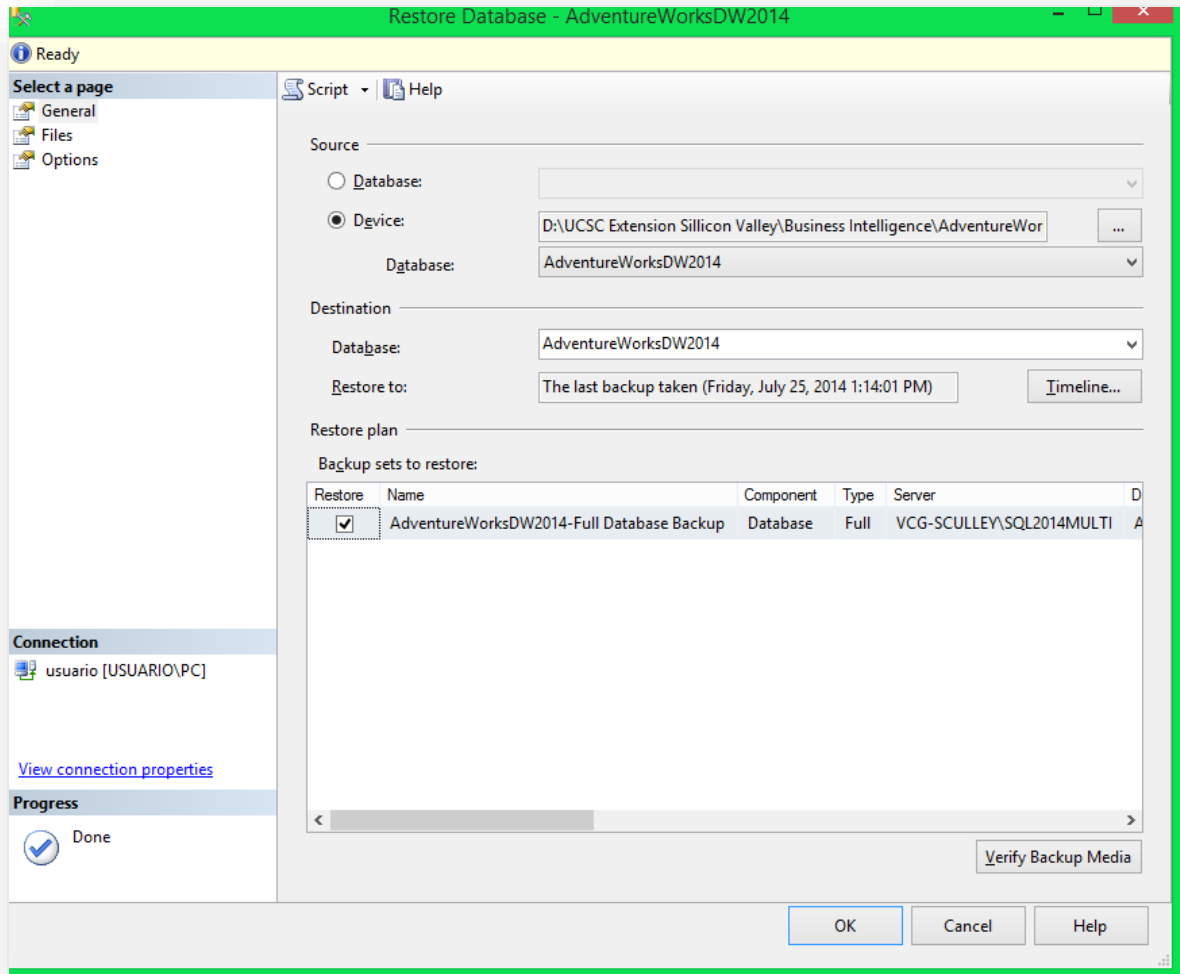 Restore Database - AdventureWorksDW2014
Ready
Select a page
General
Files
Options
Script
Help
Source
Database:
Device:
D:\UCSC Extension Sillicon Valley\Business Intelligence\AdventureWor
...
Database:
AdventureWorksDW2014
Destination
Database:
AdventureWorksDW2014
Restore to:
The last backup taken (Friday, July 25, 2014 1:14:01 PM)
Timeline...
Restore plan
Backup sets to restore:
Restore Name Component Type Server D
AdventureWorksDW2014-Full Database Backup Database Full VCG-SCULLEY\SQL2014MULTI A
Connection
usuario [USUARIO\PC]
View connection properties
Progress
Done
Verify Backup Media
OK Cancel Help